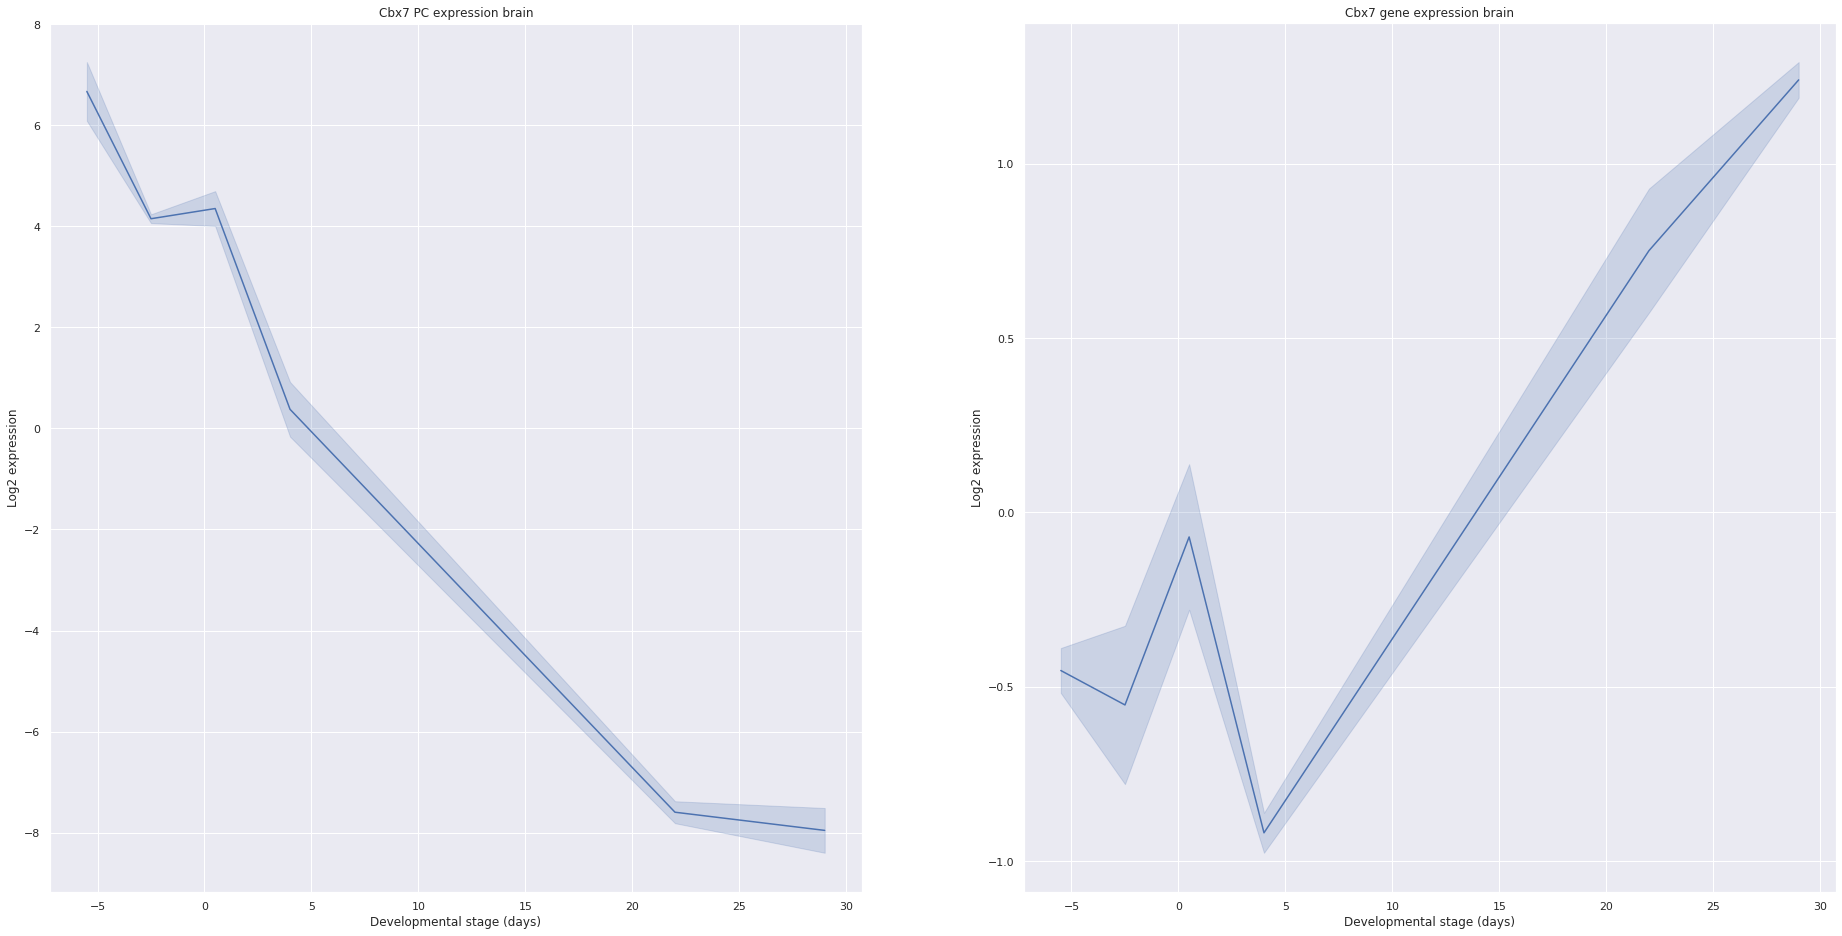 Cbx7 PC expression brain
8
6
4
2
0
−2
−4
−6
−8
Log2 expression
−5 0 5 10 15 20 25 30
Developmental stage (days)
Cbx7 gene expression brain
1.0
0.5
0.0
−0.5
−1.0
Log2 expression
−5 0 5 10 15 20 25 30
Developmental stage (days)